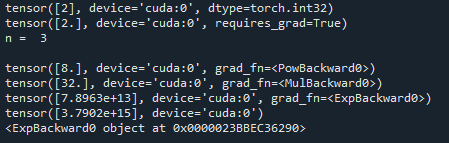 tensor([2], device='cuda:0', dtype=torch.int32)
tensor([2.], device='cuda:0', requires_grad=True)
n =  3

tensor([8.], device='cuda:0', grad_fn=<PowBackward0>)
tensor([32.], device='cuda:0', grad_fn=<MulBackward0>)
tensor([7.8963e+13], device='cuda:0', grad_fn=<ExpBackward0>)
tensor([3.7902e+15], device='cuda:0')
<ExpBackward0 object at 0x0000023BBEC36290>